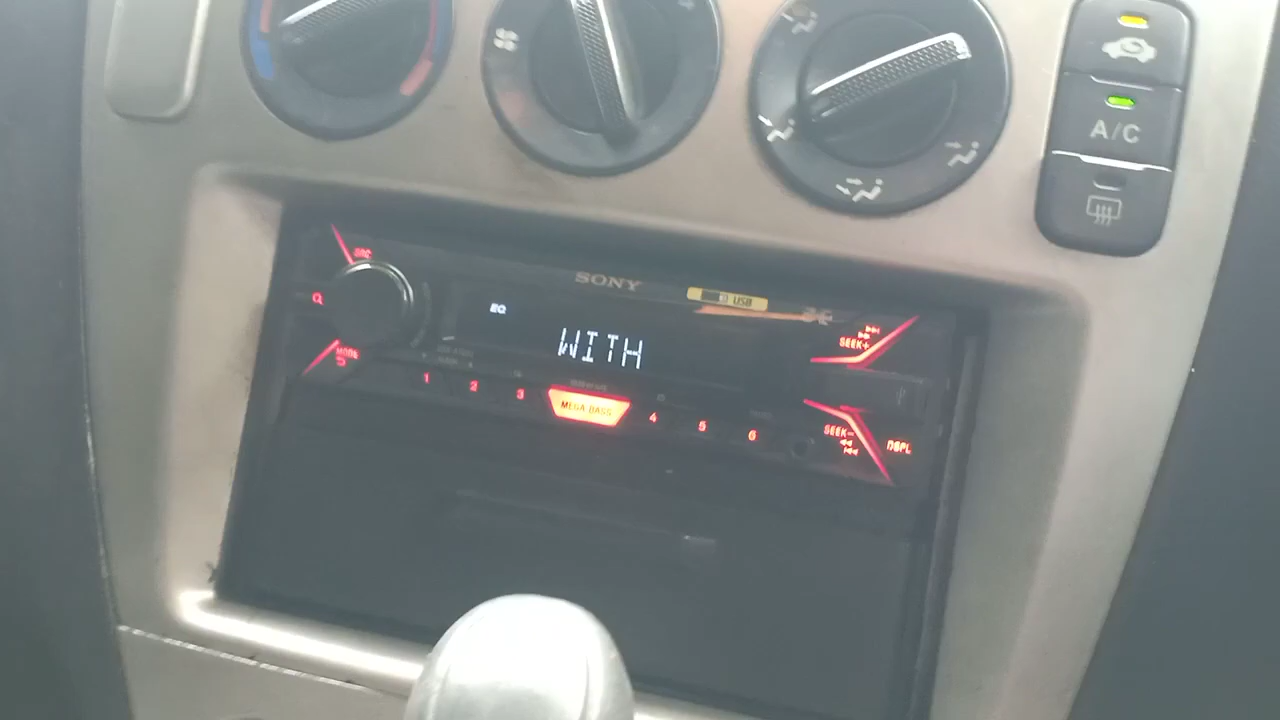 A/C
SRC
SONY
USB
EQ
WITH
SEEK+
MODE
1 2 3 MEGA BASS 4 5 6
SEEK-
DSPL